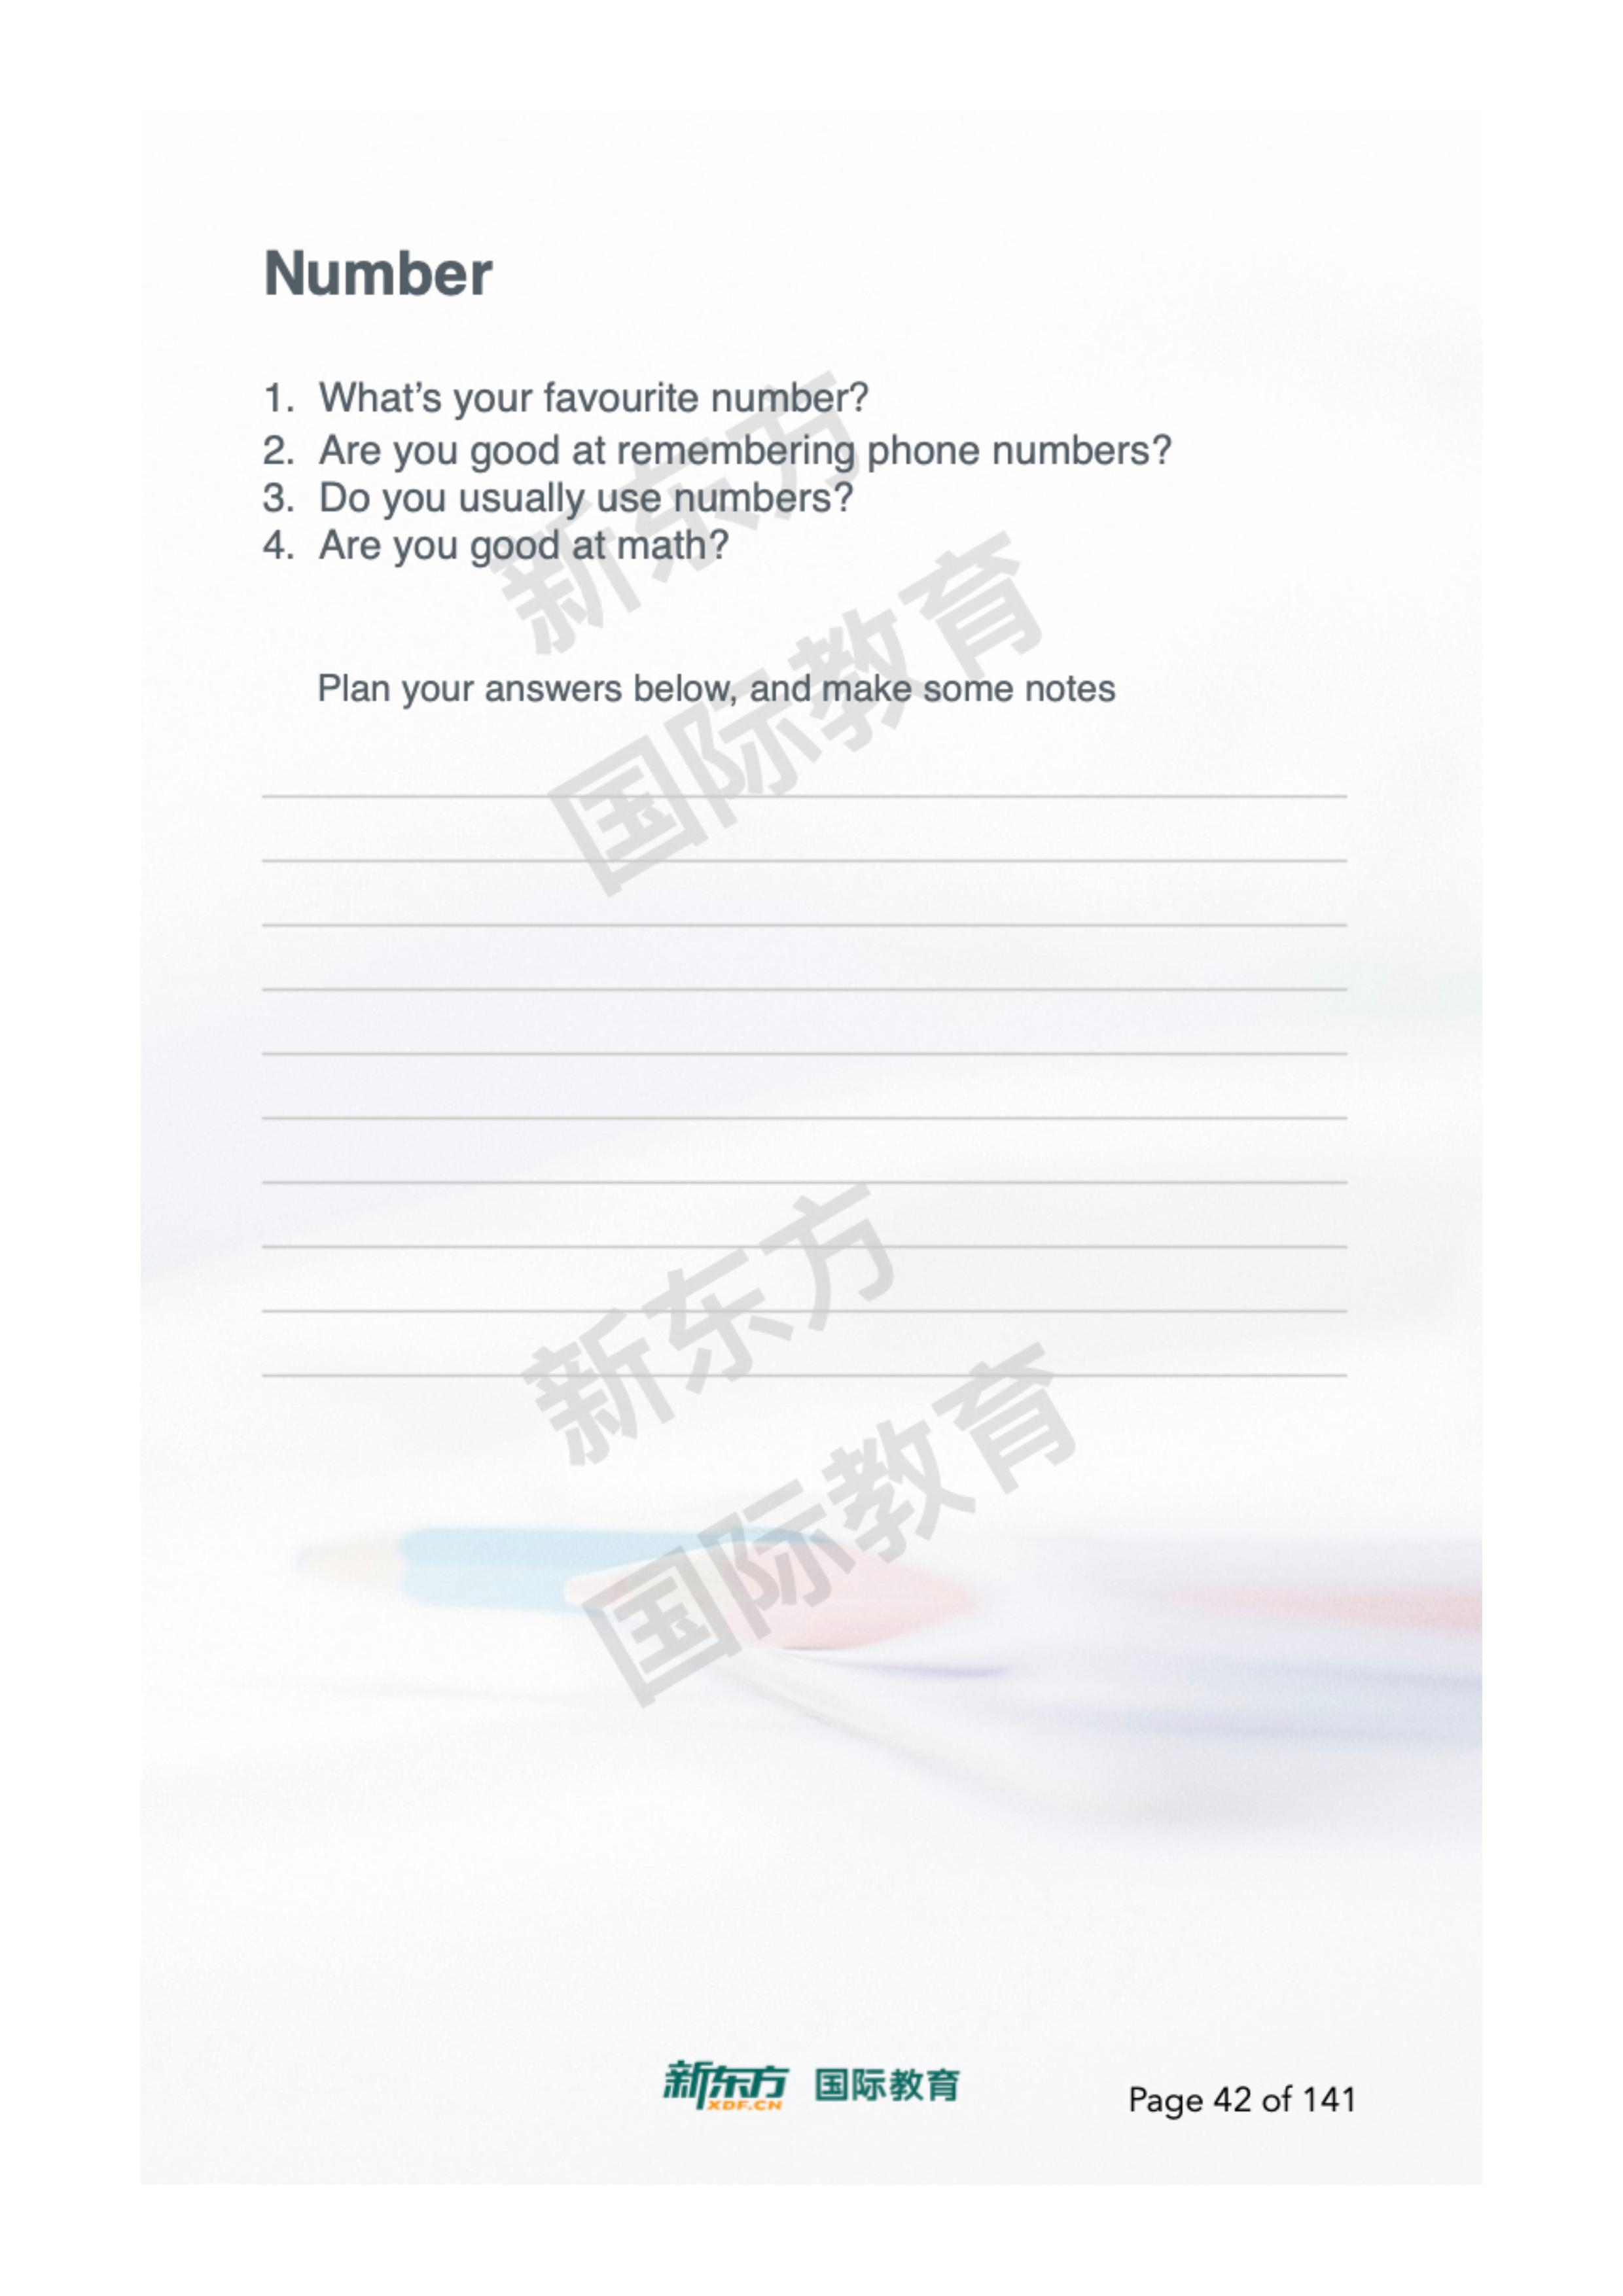 Number
1. What's your favourite number?
2. Are you good at remembering phone numbers?
3. Do you usually use numbers?
4. Are you good at math?
Plan your answers below, and make some notes
新东方
国际教育
新东方
国际教育
新东方 XDF.CN 国际教育
Page 42 of 141